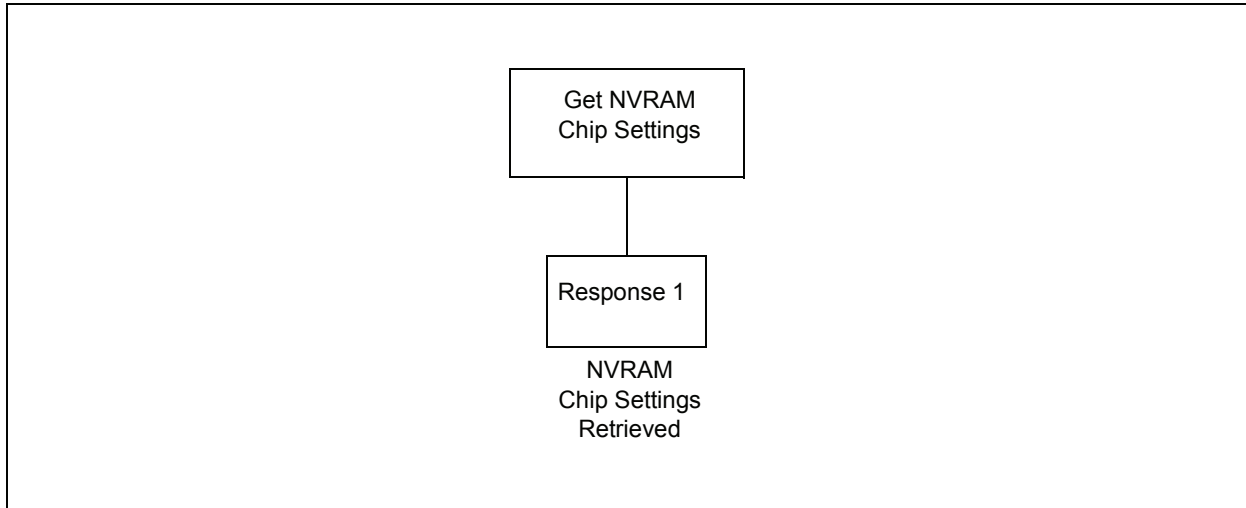 Get NVRAM
Chip Settings
Response 1
NVRAM
Chip Settings
Retrieved